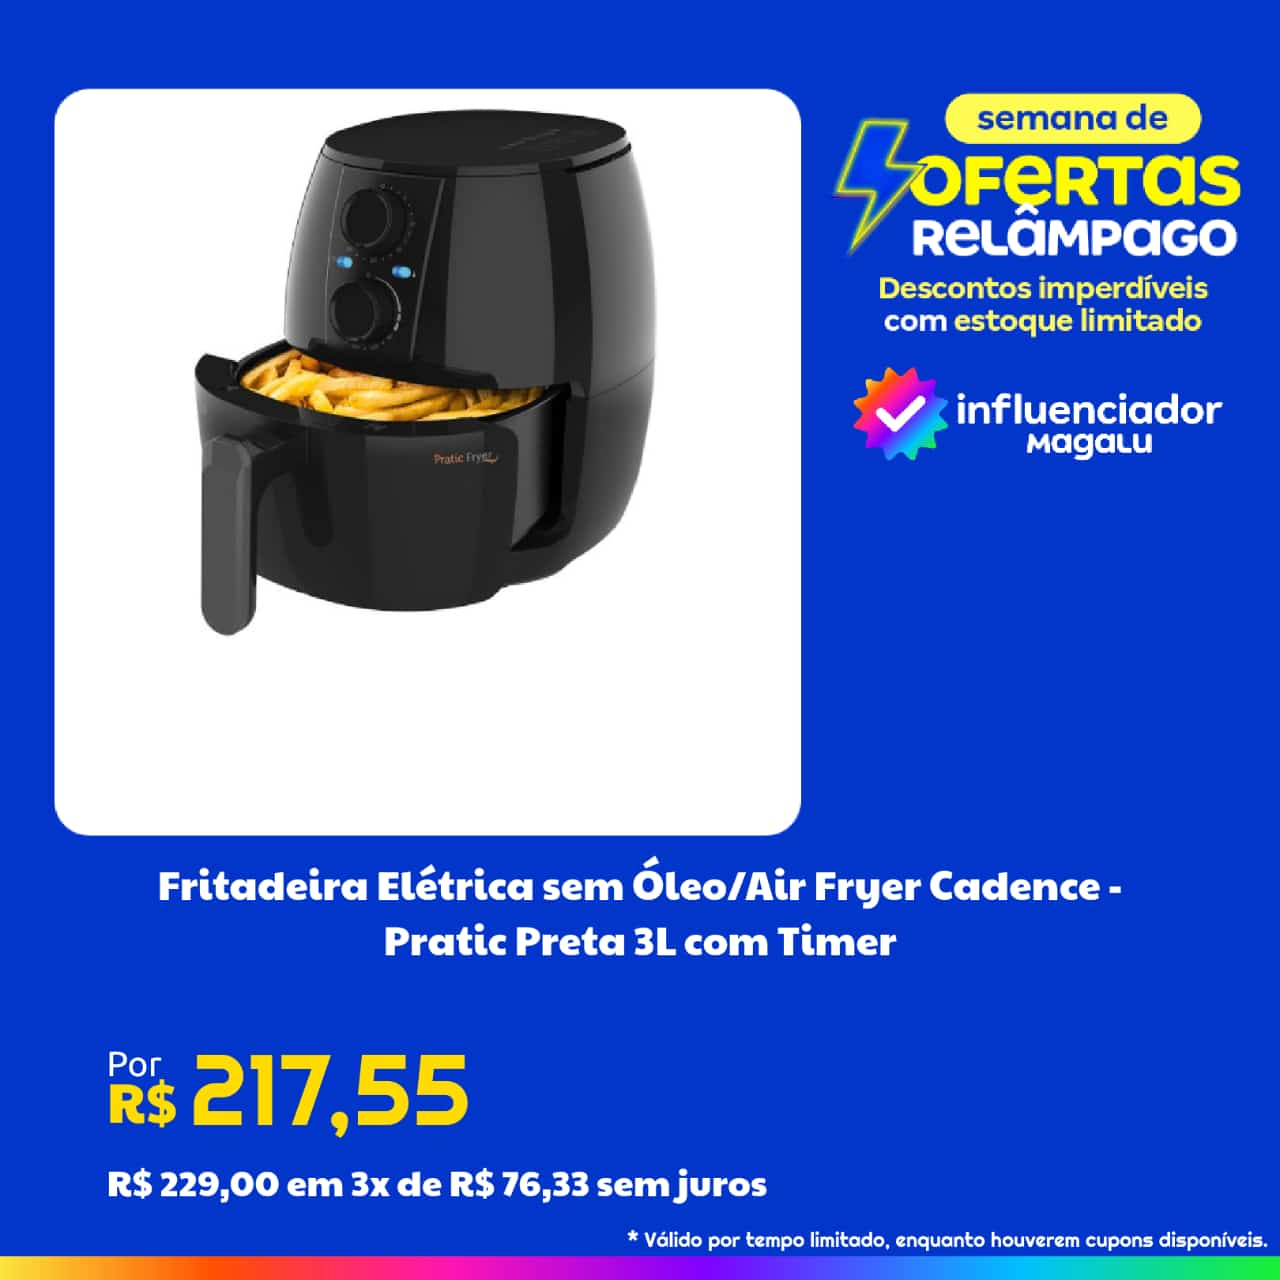 semana de
OFERTAS
RELÂMPAGO
Descontos imperdíveis
com estoque limitado
influenciador
MAGALU
Pratic Fryer
Fritadeira Elétrica sem Óleo/Air Fryer Cadence -
Pratic Preta 3L com Timer
Por
R$ 217,55
R$ 229,00 em 3x de R$ 76,33 sem juros
* Válido por tempo limitado, enquanto houverem cupons disponíveis.